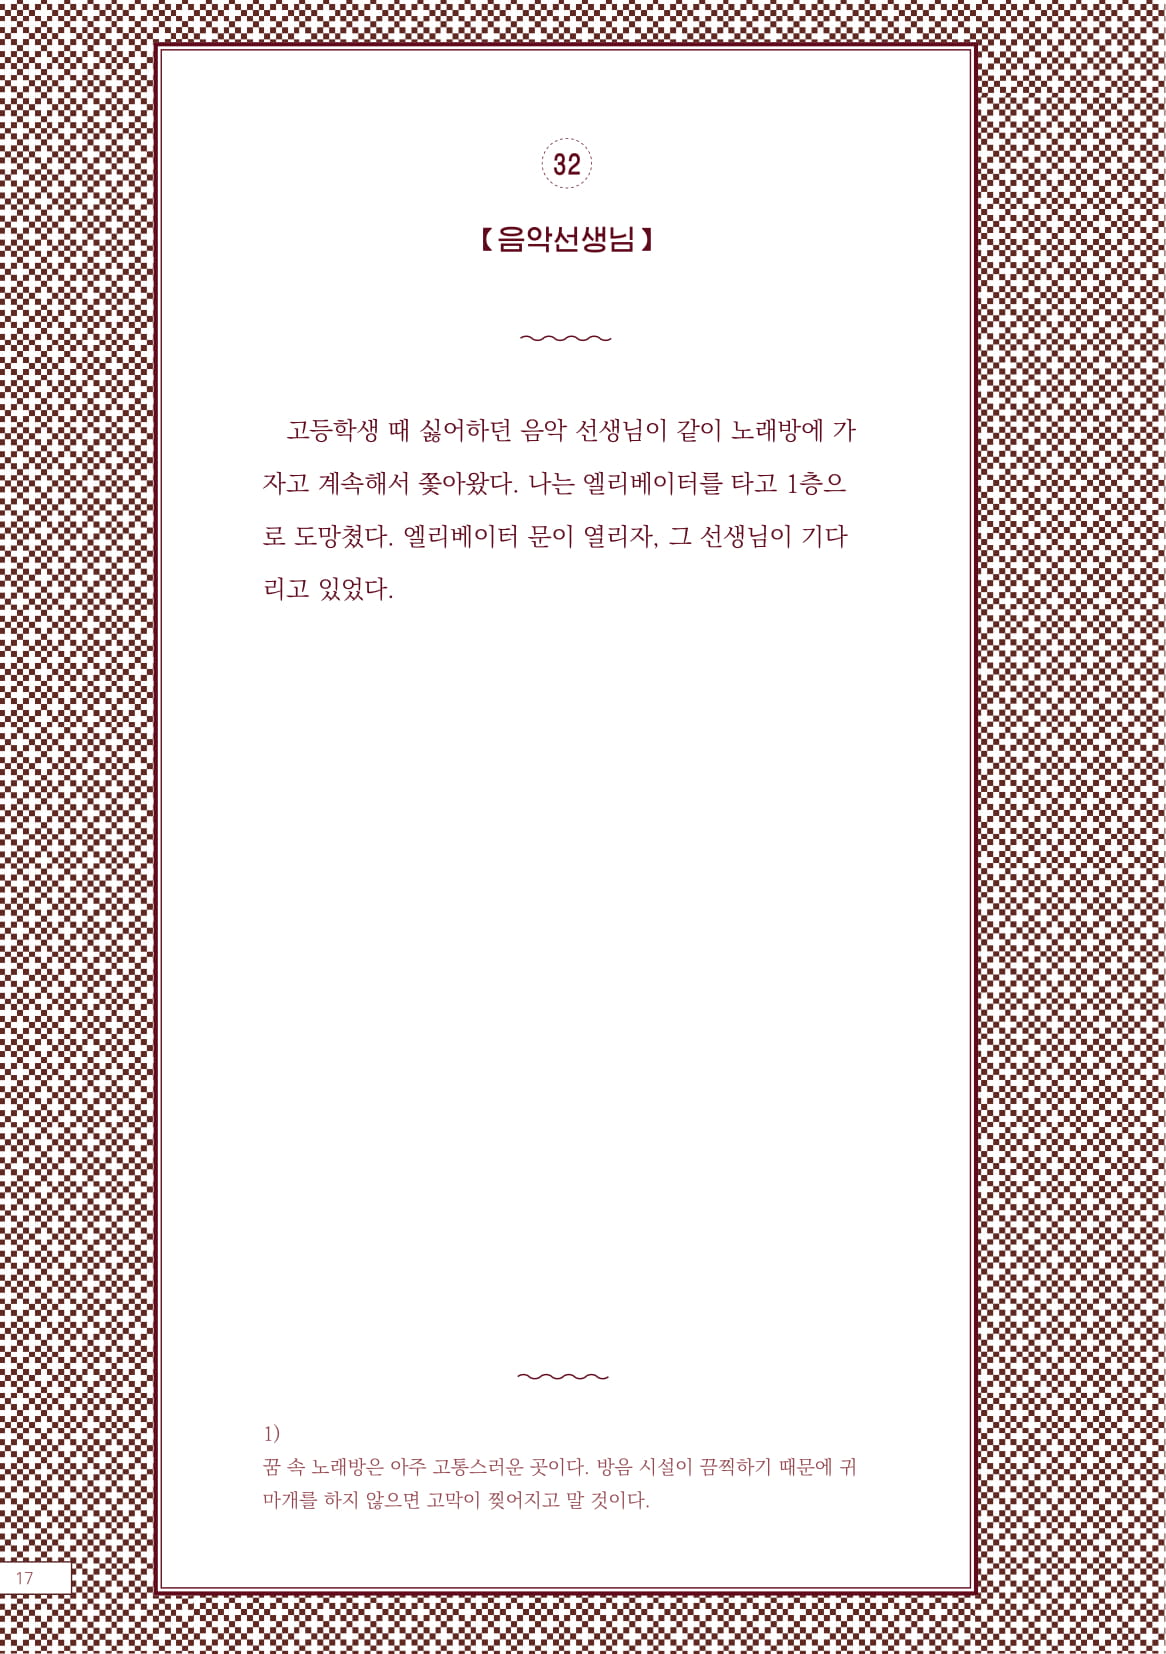 32
【음악선생님】
고등학생 때 싫어하던 음악 선생님이 같이 노래방에 가
자고 계속해서 쫓아왔다. 나는 엘리베이터를 타고 1층으
로 도망쳤다. 엘리베이터 문이 열리자, 그 선생님이 기다
리고 있었다.
1)
꿈 속 노래방은 아주 고통스러운 곳이다. 방음 시설이 끔찍하기 때문에 귀
마개를 하지 않으면 고막이 찢어지고 말 것이다.
17